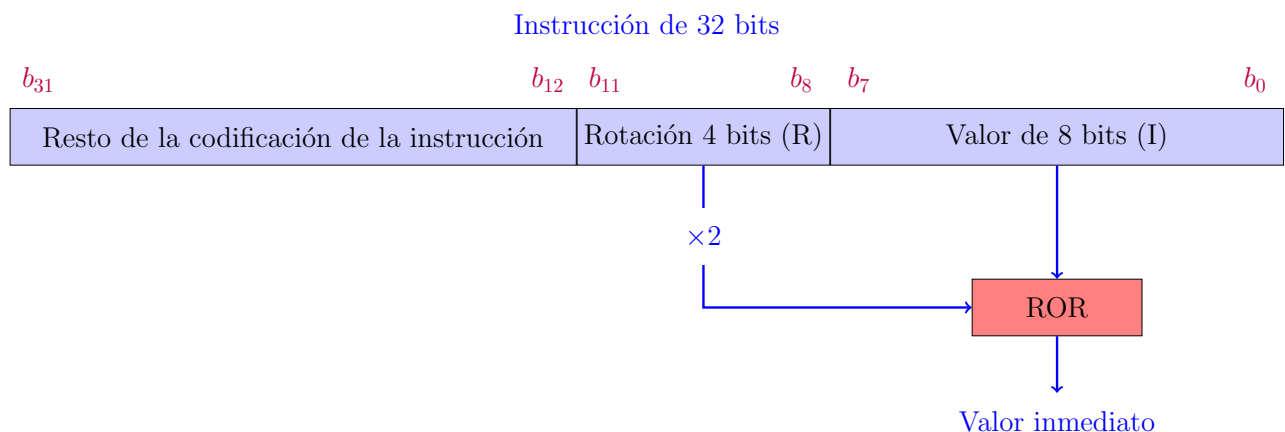 Instrucción de 32 bits
b31 b12 b11 b8 b7 b0
Resto de la codificación de la instrucción Rotación 4 bits (R) Valor de 8 bits (I)
×2
ROR
Valor inmediato